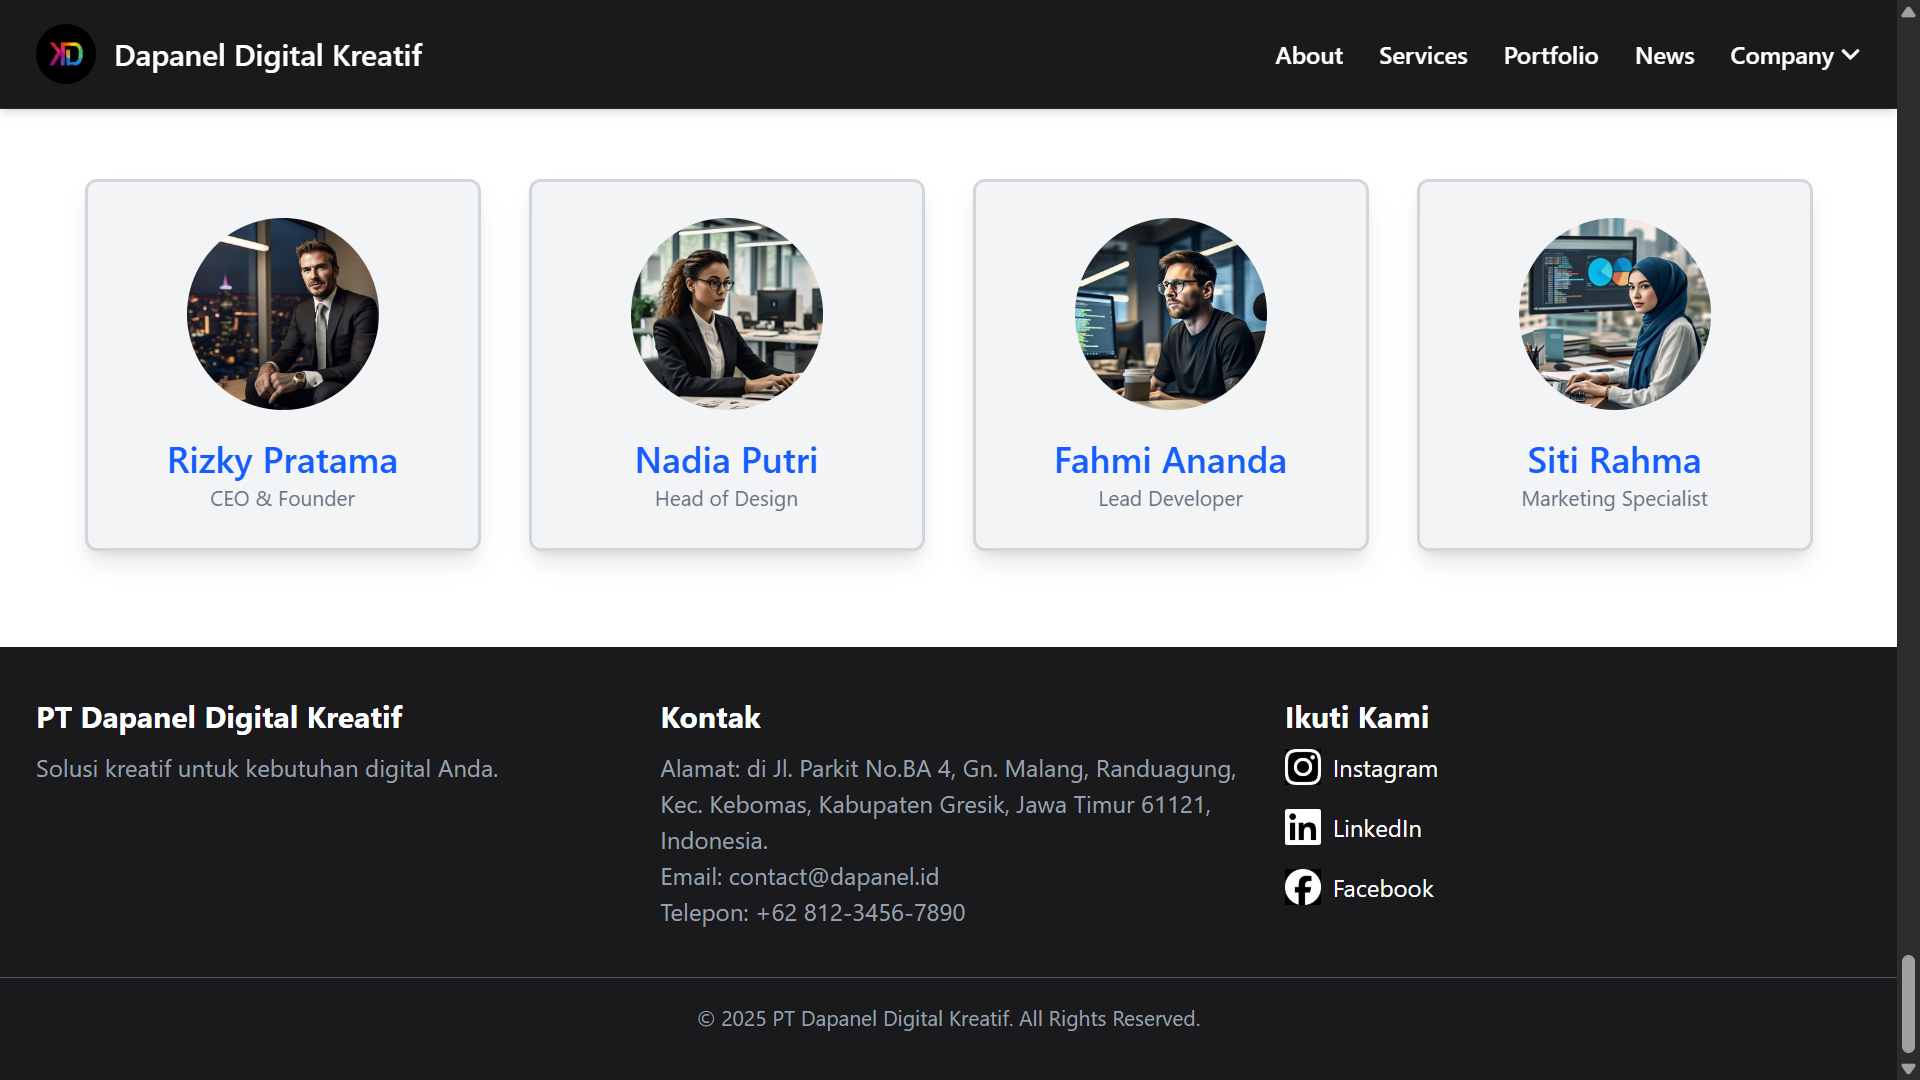 Dapanel Digital Kreatif
About
Services
Portfolio
News
Company
Rizky Pratama
CEO & Founder
Nadia Putri
Head of Design
Fahmi Ananda
Lead Developer
Siti Rahma
Marketing Specialist
PT Dapanel Digital Kreatif
Solusi kreatif untuk kebutuhan digital Anda.
Kontak
Alamat: di Jl. Parkit No.BA 4, Gn. Malang, Randuagung,
Kec. Kebomas, Kabupaten Gresik, Jawa Timur 61121,
Indonesia.
Email: contact@dapanel.id
Telepon: +62 812-3456-7890
Ikuti Kami
Instagram
LinkedIn
Facebook
© 2025 PT Dapanel Digital Kreatif. All Rights Reserved.